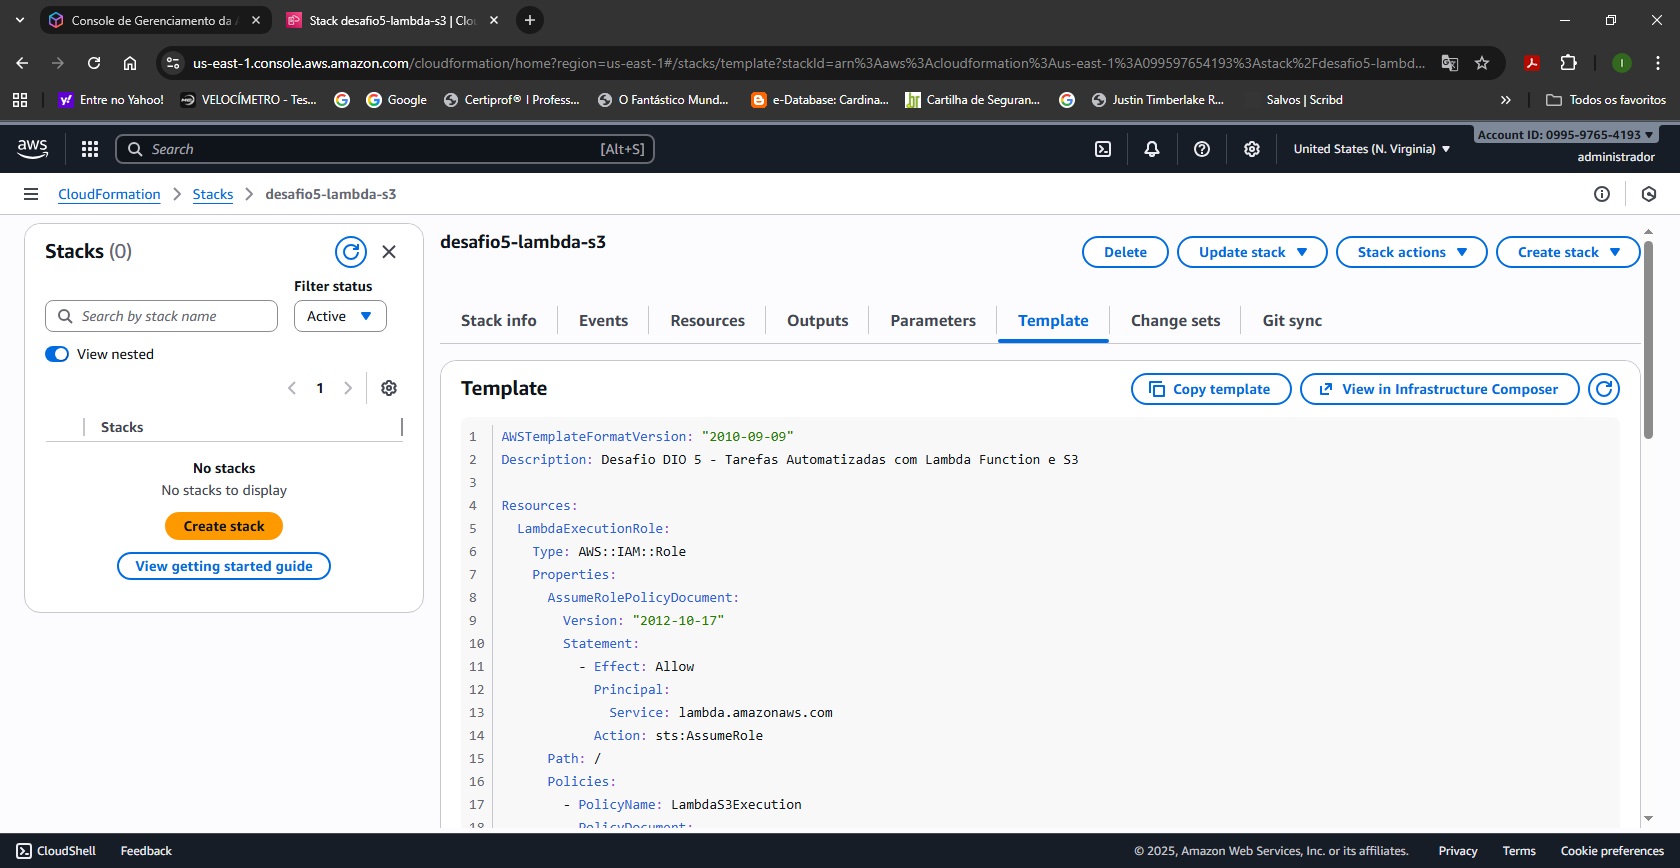 Console de Gerenciamento da
Stack desafio5-lambda-s3 | Clo
us-east-1.console.aws.amazon.com/cloudformation/home?region=us-east-1#/stacks/template?stackId=arn%3Aaws%3Acloudformation%3Aus-east-1%3A099597654193%3Astack%2Fdesafio5-lambd...
Entre no Yahoo!
VELOCÍMETRO - Tes...
Google
Certiprof® I Profess...
O Fantástico Mund...
e-Database: Cardina...
Cartilha de Seguran...
Justin Timberlake R...
Salvos | Scribd
Todos os favoritos
aws
Search
[Alt+S]
United States (N. Virginia)
Account ID: 0995-9765-4193
administrador
CloudFormation
Stacks
desafio5-lambda-s3
Stacks (0)
Filter status
Search by stack name
Active
View nested
1
Stacks
No stacks
No stacks to display
Create stack
View getting started guide
desafio5-lambda-s3
Delete
Update stack
Stack actions
Create stack
Stack info
Events
Resources
Outputs
Parameters
Template
Change sets
Git sync
Template
Copy template
View in Infrastructure Composer
1 AWSTemplateFormatVersion: "2010-09-09"
2 Description: Desafio DIO 5 - Tarefas Automatizadas com Lambda Function e S3
3
4 Resources:
5 LambdaExecutionRole:
6 Type: AWS::IAM::Role
7 Properties:
8 AssumeRolePolicyDocument:
9 Version: "2012-10-17"
10 Statement:
11 - Effect: Allow
12 Principal:
13 Service: lambda.amazonaws.com
14 Action: sts:AssumeRole
15 Path: /
16 Policies:
17 - PolicyName: LambdaS3Execution
18 PolicyDocument:
CloudShell
Feedback
© 2025, Amazon Web Services, Inc. or its affiliates.
Privacy
Terms
Cookie preferences